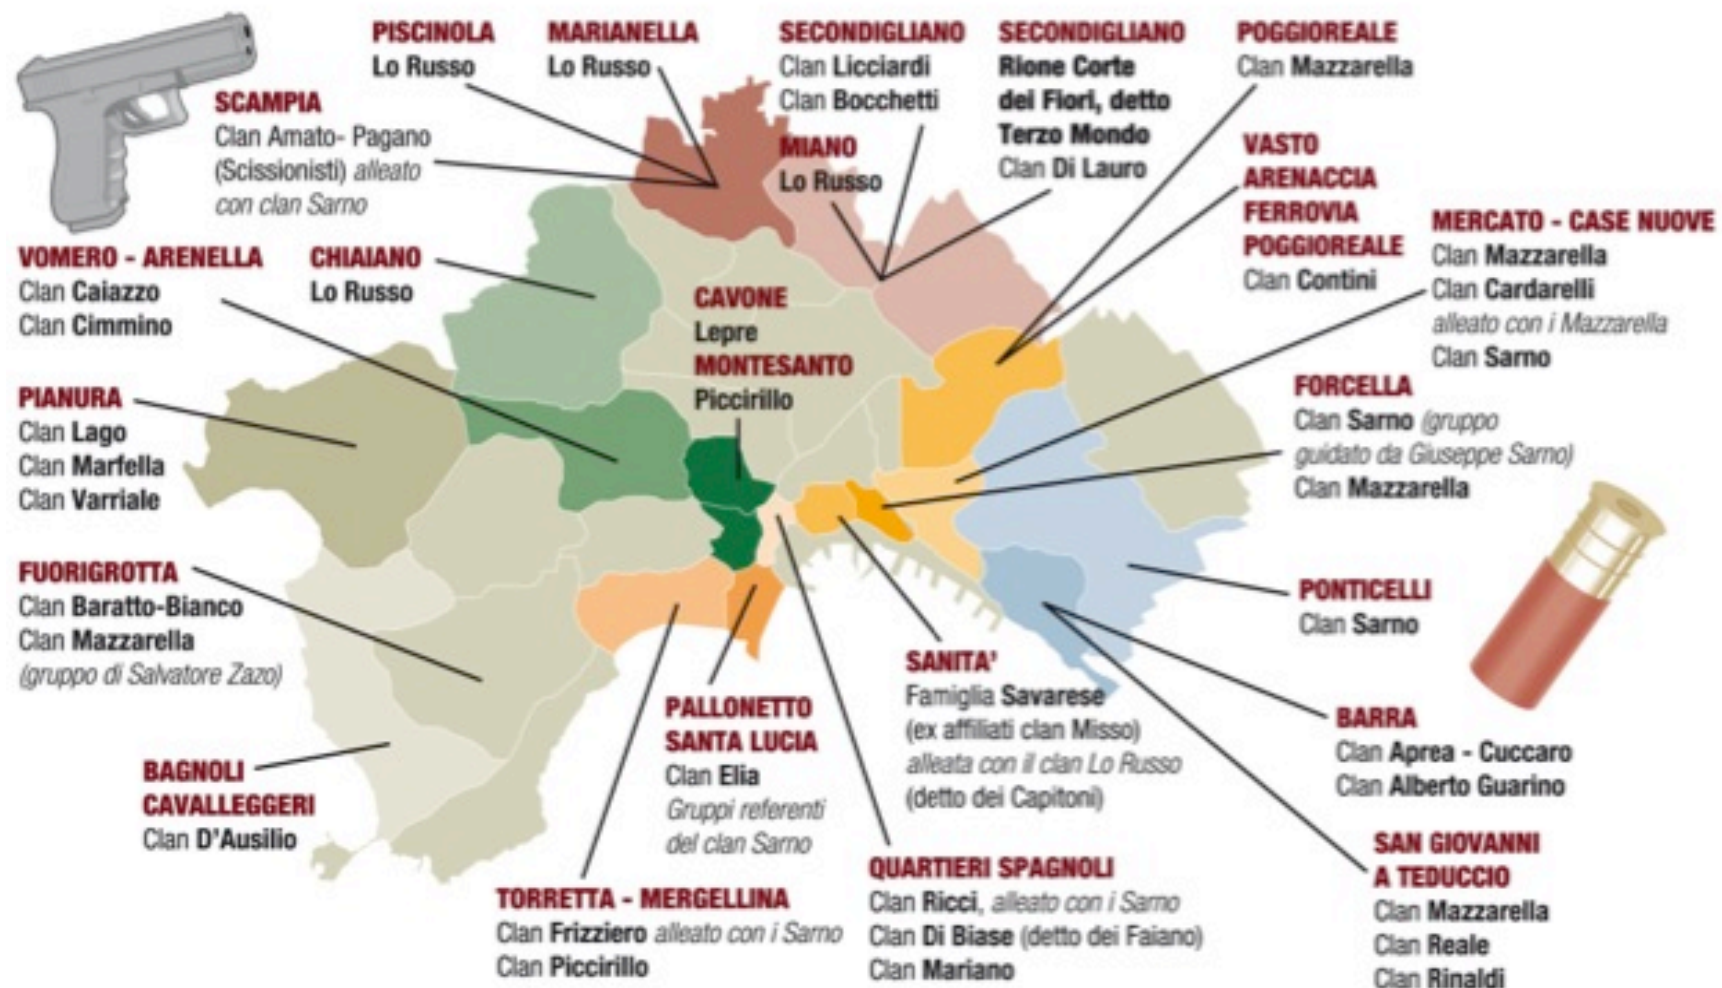 PISCINOLA
Lo Russo
MARIANELLA
Lo Russo
SECONDIGLIANO
Clan Licciardi
Clan Bocchetti
SECONDIGLIANO
Rione Corte
dei Fiori, detto
Terzo Mondo
Clan Di Lauro
POGGIOREALE
Clan Mazzarella
SCAMPIA
Clan Amato- Pagano
(Scissionisti) alleato
con clan Sarno
MIANO
Lo Russo
VASTO
ARENACCIA
FERROVIA
POGGIOREALE
Clan Contini
MERCATO - CASE NUOVE
Clan Mazzarella
Clan Cardarelli
alleato con i Mazzarella
Clan Sarno
VOMERO - ARENELLA
Clan Caiazzo
Clan Cimmino
CHIAIANO
Lo Russo
CAVONE
Lepre
MONTESANTO
Piccirillo
FORCELLA
Clan Sarno (gruppo
guidato da Giuseppe Sarno)
Clan Mazzarella
PIANURA
Clan Lago
Clan Marfella
Clan Varriale
FUORIGROTTA
Clan Baratto-Bianco
Clan Mazzarella
(gruppo di Salvatore Zazo)
PONTICELLI
Clan Sarno
SANITA'
Famiglia Savarese
(ex affiliati clan Misso)
alleata con il clan Lo Russo
(detto dei Capitoni)
PALLONETTO
SANTA LUCIA
Clan Elia
Gruppi referenti
del clan Sarno
BARRA
Clan Aprea - Cuccaro
Clan Alberto Guarino
BAGNOLI
CAVALLEGGERI
Clan D'Ausilio
TORRETTA - MERGELLINA
Clan Frizziero alleato con i Sarno
Clan Piccirillo
QUARTIERI SPAGNOLI
Clan Ricci, alleato con i Sarno
Clan Di Biase (detto dei Faiano)
Clan Mariano
SAN GIOVANNI
A TEDUCCIO
Clan Mazzarella
Clan Reale
Clan Rinaldi